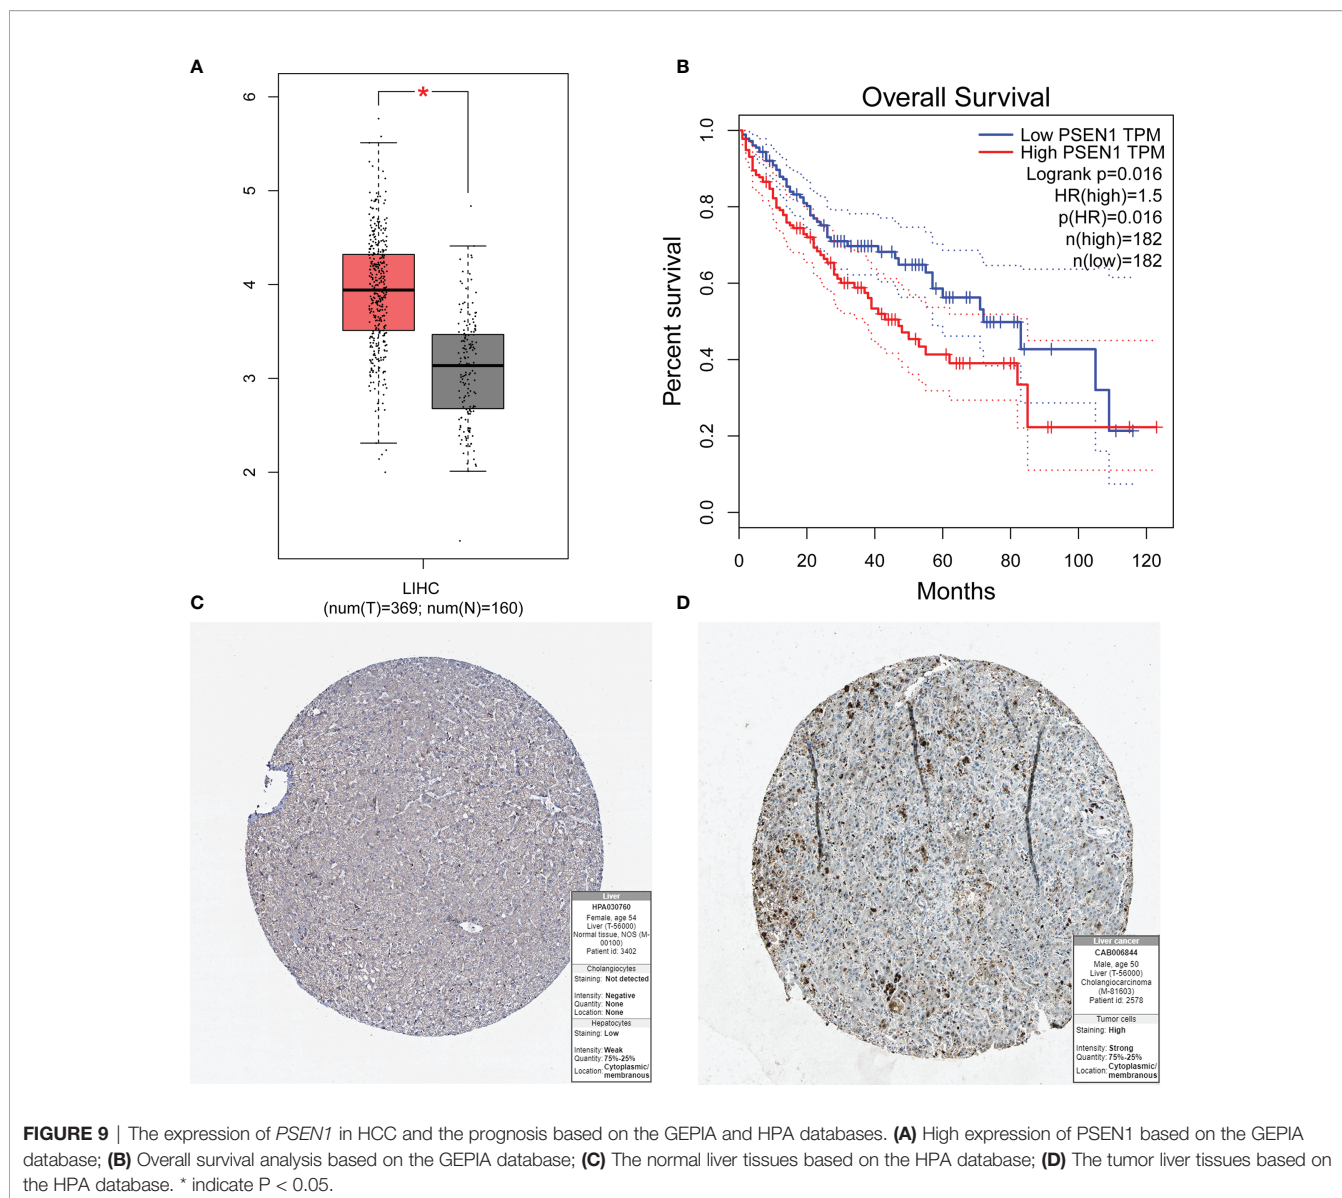 A
6
5
4
3
2
*
LIHC
(num(T)=369; num(N)=160)
B
Overall Survival
Low PSEN1 TPM
High PSEN1 TPM
Logrank p=0.016
HR(high)=1.5
p(HR)=0.016
n(high)=182
n(low)=182
Percent survival
1.0
0.8
0.6
0.4
0.2
0.0
0 20 40 60 80 100 120
Months
C
Liver
HPA030760
Female, age 54
Liver (T-56000)
Normal tissue, NOS (M-
00100)
Patient id: 3402
Cholangiocytes
Staining: Not detected
Intensity: Negative
Quantity: None
Location: None
Hepatocytes
Staining: Low
Intensity: Weak
Quantity: 75%-25%
Location: Cytoplasmic/
membranous
D
Liver cancer
CAB006844
Male, age 50
Liver (T-56000)
Cholangiocarcinoma
(M-81603)
Patient id: 2578
Tumor cells
Staining: High
Intensity: Strong
Quantity: 75%-25%
Location: Cytoplasmic/
membranous
FIGURE 9 | The expression of PSEN1 in HCC and the prognosis based on the GEPIA and HPA databases. (A) High expression of PSEN1 based on the GEPIA
database; (B) Overall survival analysis based on the GEPIA database; (C) The normal liver tissues based on the HPA database; (D) The tumor liver tissues based on
the HPA database. * indicate P < 0.05.